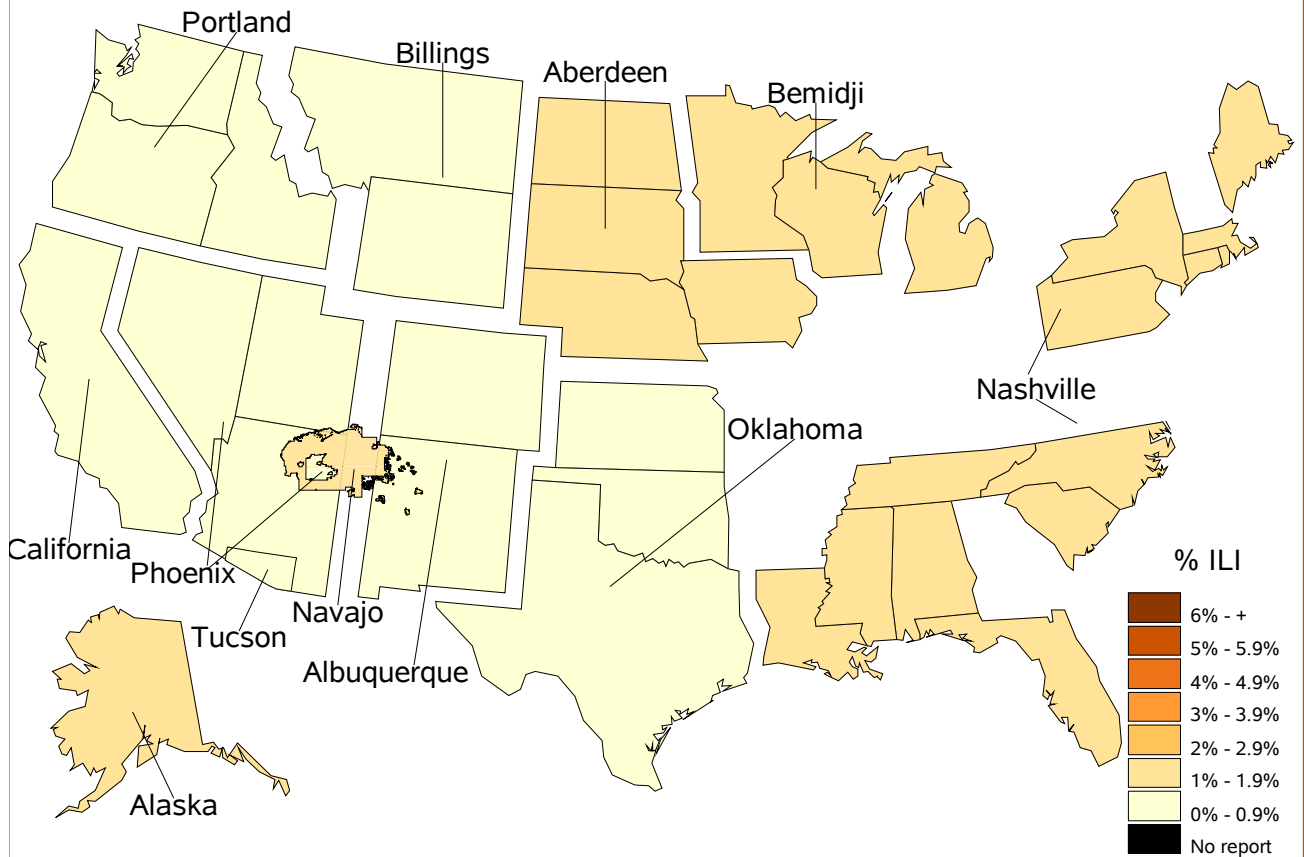 Portland
Billings
Aberdeen
Bemidji
Nashville
Oklahoma
California
Phoenix
Navajo
Tucson
Albuquerque
Alaska
% ILI
6% - +
5% - 5.9%
4% - 4.9%
3% - 3.9%
2% - 2.9%
1% - 1.9%
0% - 0.9%
No report